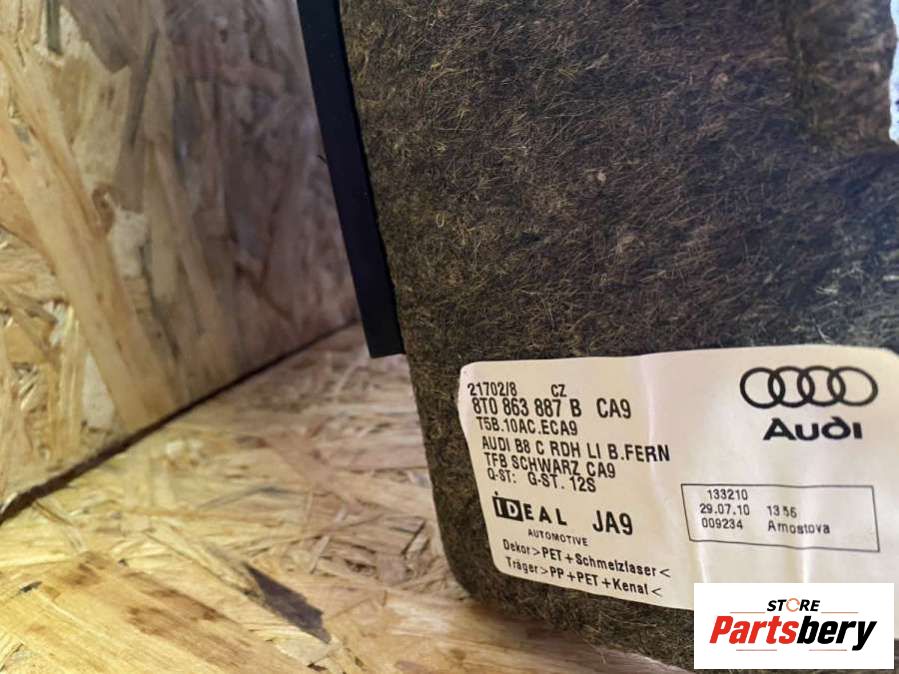 21702/8 CZ
8T0 863 887 B CA9
T5B.10AC.ECA9
AUDI B8 C RDH LI B.FERN
TFB SCHWARZ CA9
Q-ST: G-ST. 12S
iDEAL JA9
AUTOMOTIVE
Dekor>PET+Schmelzfaser<
Träger>PP+PET+Kenaf<
Audi
133210
29.07.10 13:56
009234 Arnostova
STORE
Partsbery